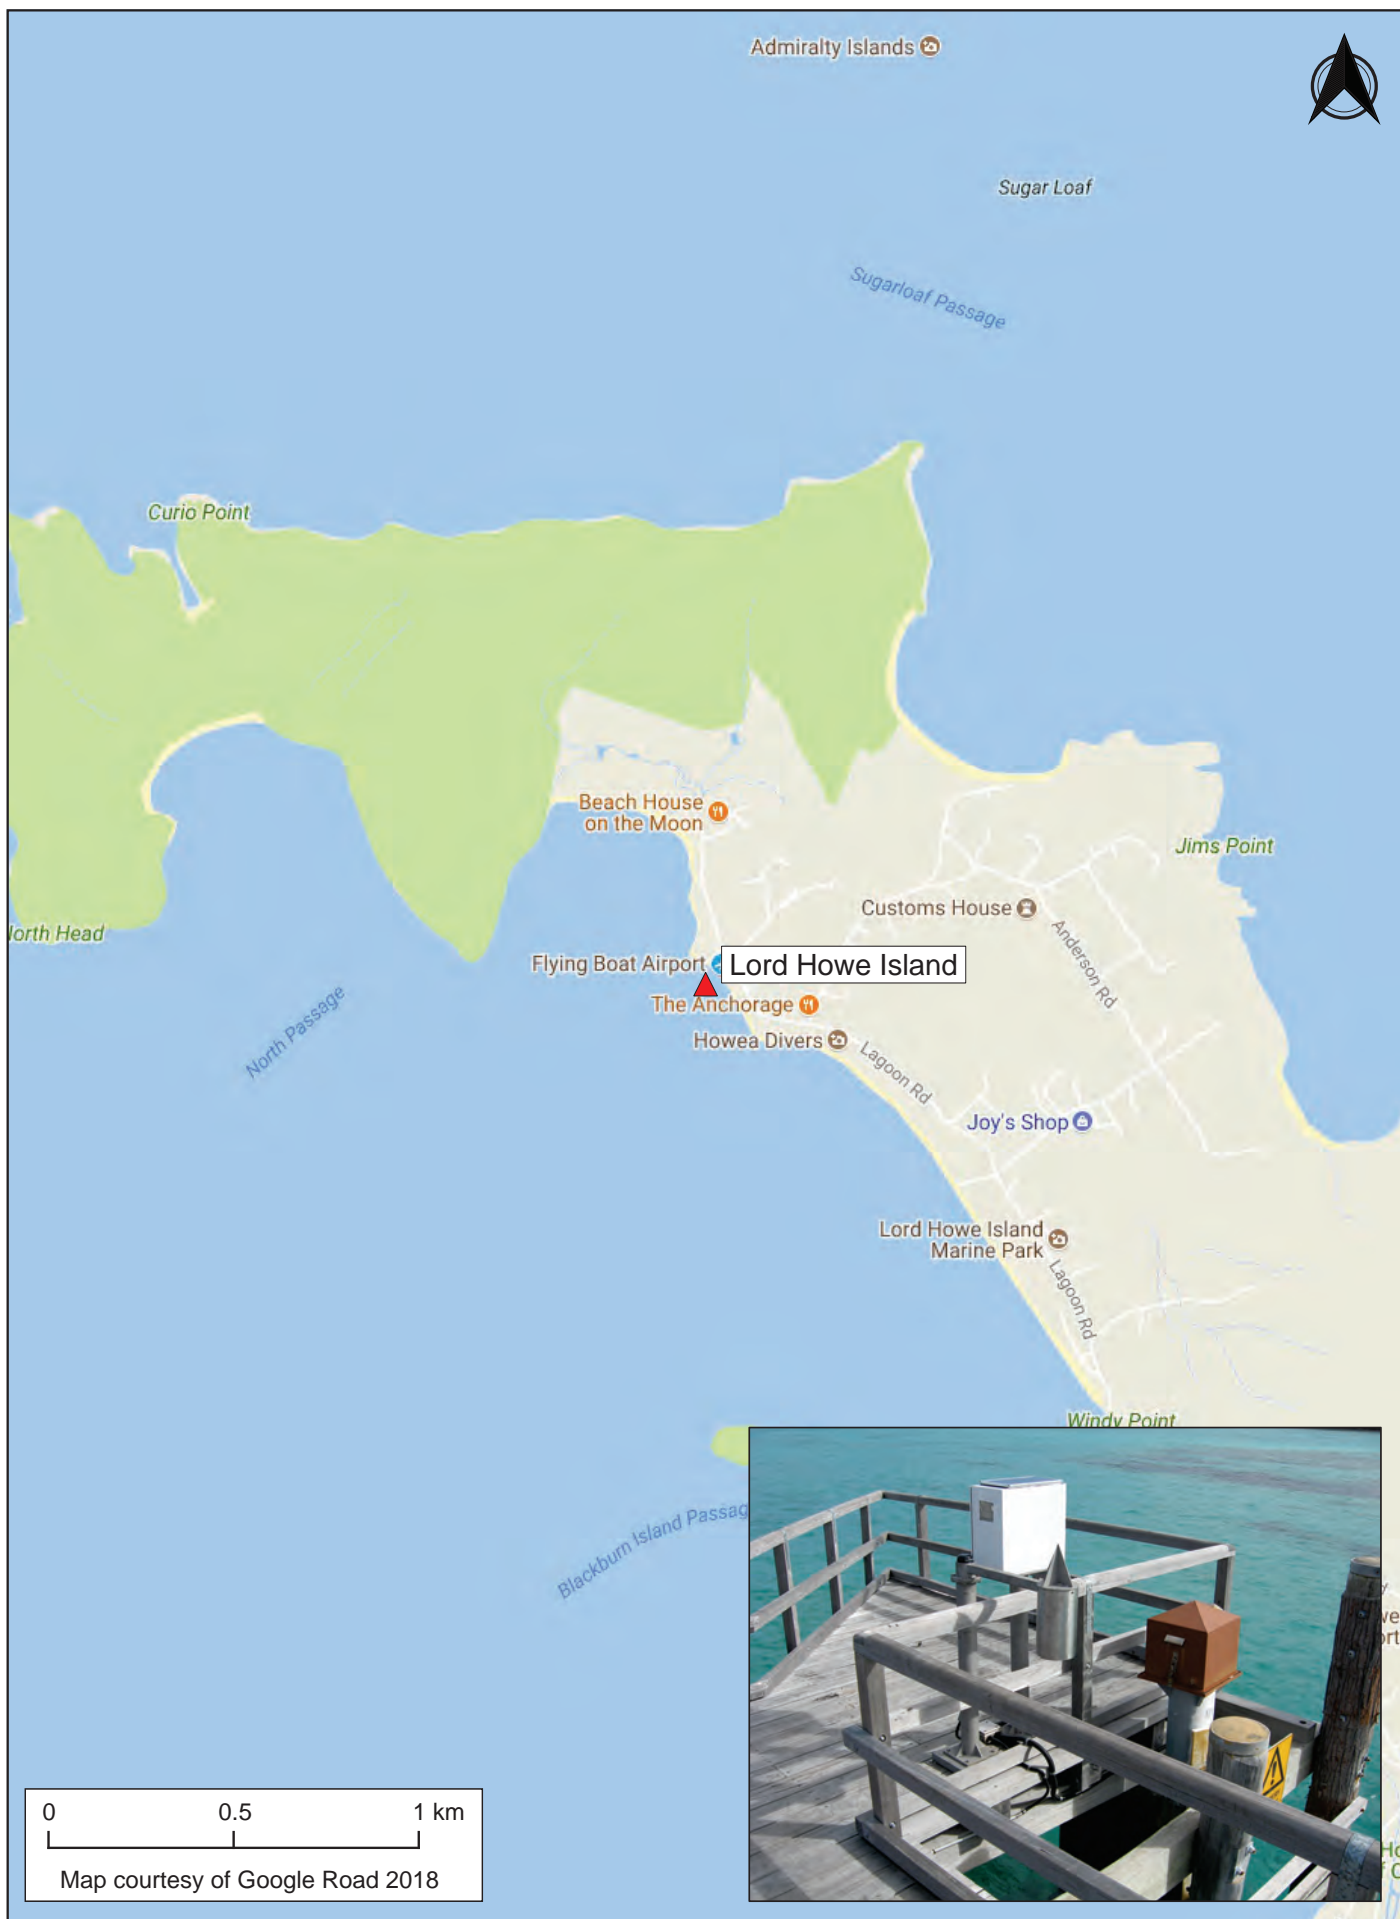 Admiralty Islands
Sugar Loaf
Sugarloaf Passage
Curio Point
Beach House
on the Moon
Jims Point
Customs House
orth Head
Anderson Rd
Flying Boat Airport
Lord Howe Island
The Anchorage
North Passage
Howea Divers
Lagoon Rd
Joy's Shop
Lord Howe Island
Marine Park
Lagoon Rd
Windy Point
Blackburn Island Passag
0 0.5 1 km
Map courtesy of Google Road 2018